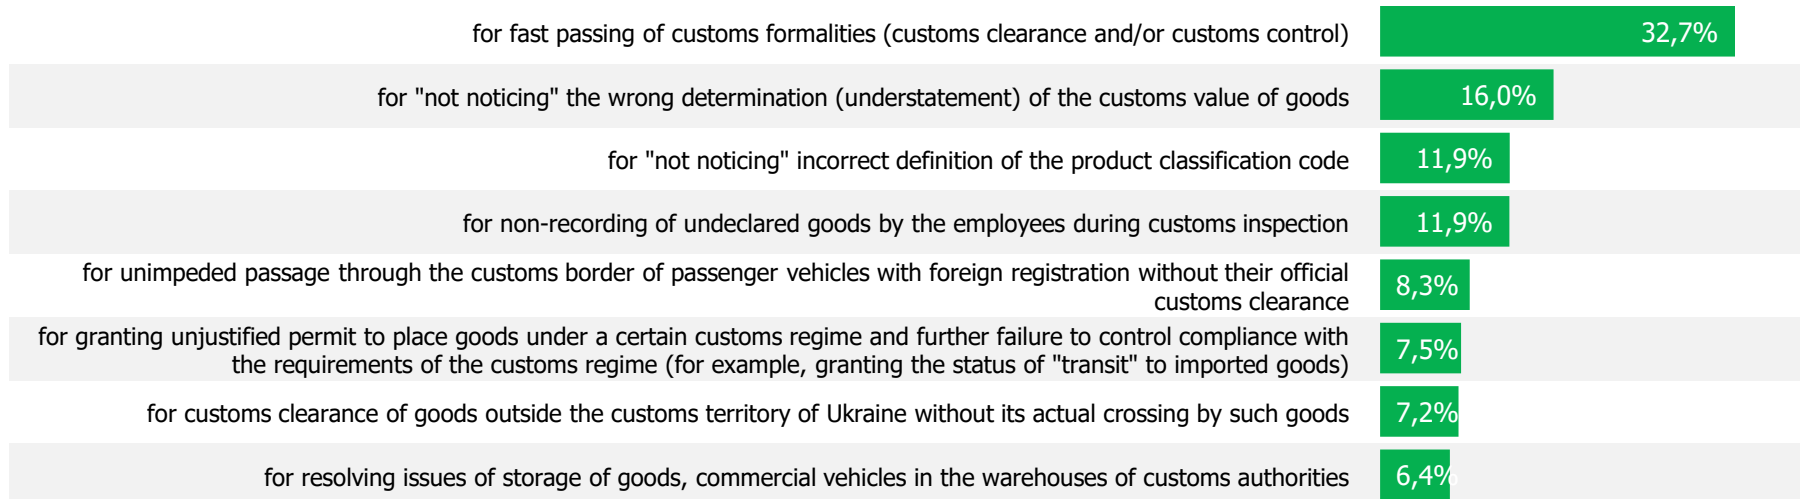 for fast passing of customs formalities (customs clearance and/or customs control) 32,7%
for "not noticing" the wrong determination (understatement) of the customs value of goods 16,0%
for "not noticing" incorrect definition of the product classification code 11,9%
for non-recording of undeclared goods by the employees during customs inspection 11,9%
for unimpeded passage through the customs border of passenger vehicles with foreign registration without their official
customs clearance 8,3%
for granting unjustified permit to place goods under a certain customs regime and further failure to control compliance with
the requirements of the customs regime (for example, granting the status of "transit" to imported goods) 7,5%
for customs clearance of goods outside the customs territory of Ukraine without its actual crossing by such goods 7,2%
for resolving issues of storage of goods, commercial vehicles in the warehouses of customs authorities 6,4%